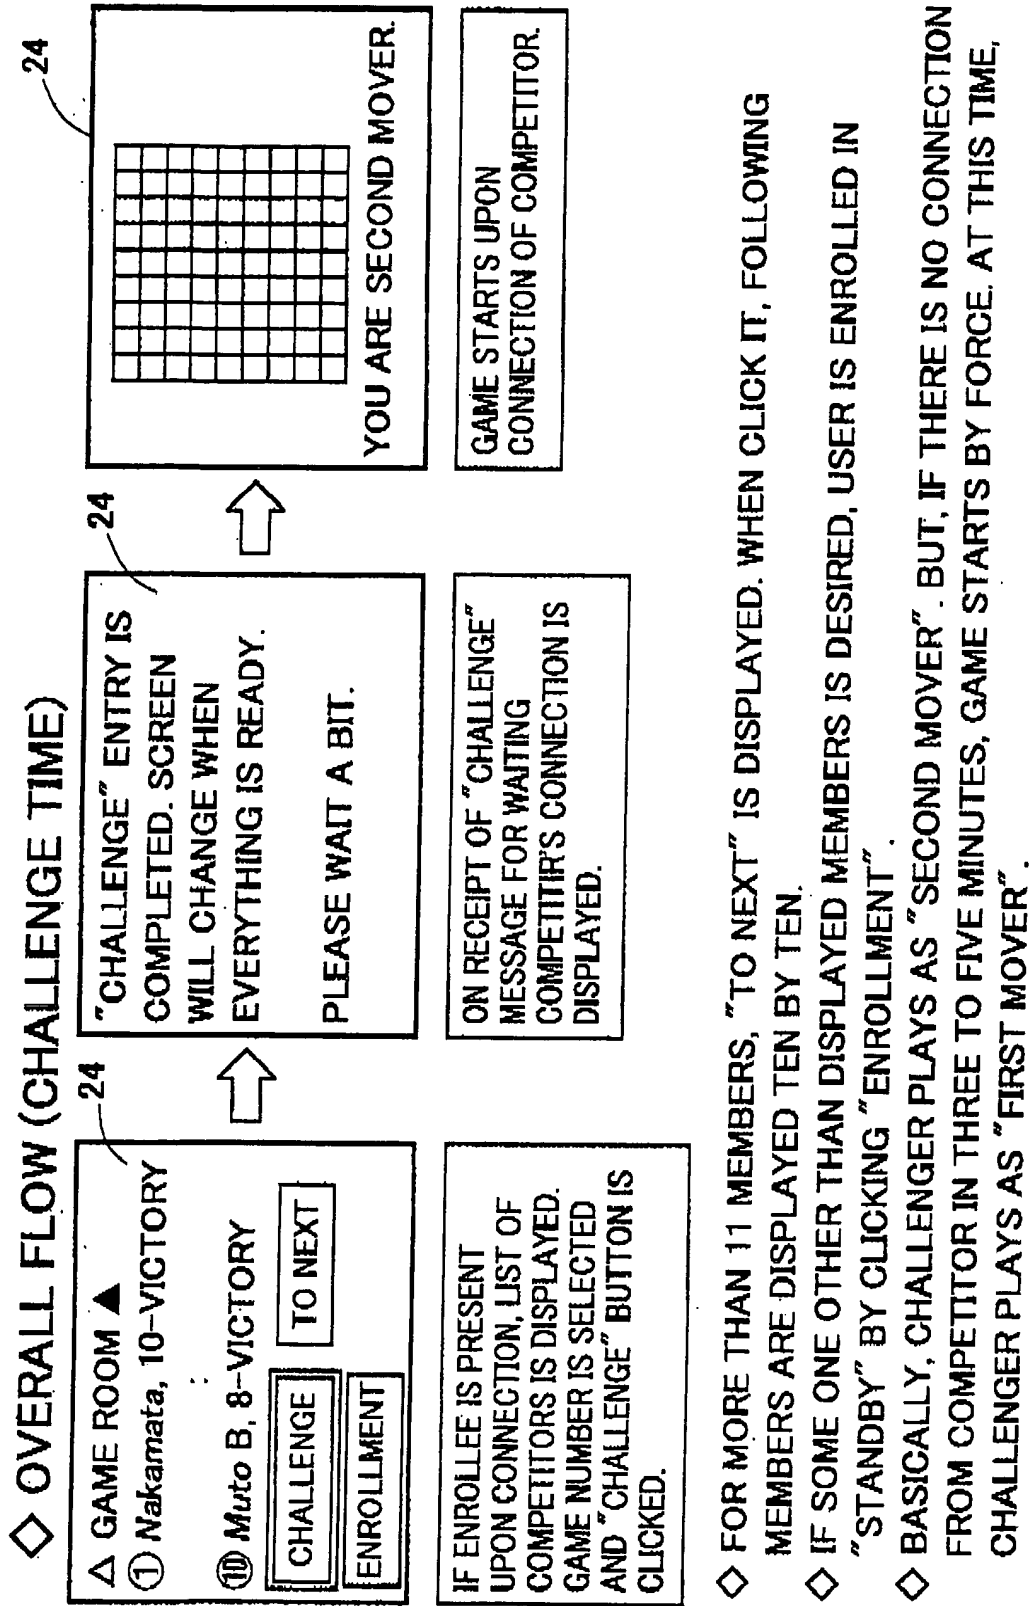 ◇ OVERALL FLOW (CHALLENGE TIME)
24
△ GAME ROOM ▲
① Nakamata, 10-VICTORY
:
⑩ Muto B, 8-VICTORY
CHALLENGE
TO NEXT
ENROLLMENT
IF ENROLLEE IS PRESENT
UPON CONNECTION, LIST OF
COMPETITORS IS DISPLAYED.
GAME NUMBER IS SELECTED
AND "CHALLENGE" BUTTON IS
CLICKED.
24
"CHALLENGE" ENTRY IS
COMPLETED. SCREEN
WILL CHANGE WHEN
EVERYTHING IS READY.
PLEASE WAIT A BIT.
ON RECEIPT OF "CHALLENGE"
MESSAGE FOR WAITING
COMPETITIR'S CONNECTION IS
DISPLAYED.
24
YOU ARE SECOND MOVER.
GAME STARTS UPON
CONNECTION OF COMPETITOR.
◇ FOR MORE THAN 11 MEMBERS, "TO NEXT" IS DISPLAYED. WHEN CLICK IT, FOLLOWING
MEMBERS ARE DISPLAYED TEN BY TEN.
◇ IF SOME ONE OTHER THAN DISPLAYED MEMBERS IS DESIRED, USER IS ENROLLED IN
"STANDBY" BY CLICKING "ENROLLMENT".
◇ BASICALLY, CHALLENGER PLAYS AS "SECOND MOVER". BUT, IF THERE IS NO CONNECTION
FROM COMPETITOR IN THREE TO FIVE MINUTES, GAME STARTS BY FORCE. AT THIS TIME,
CHALLENGER PLAYS AS "FIRST MOVER".